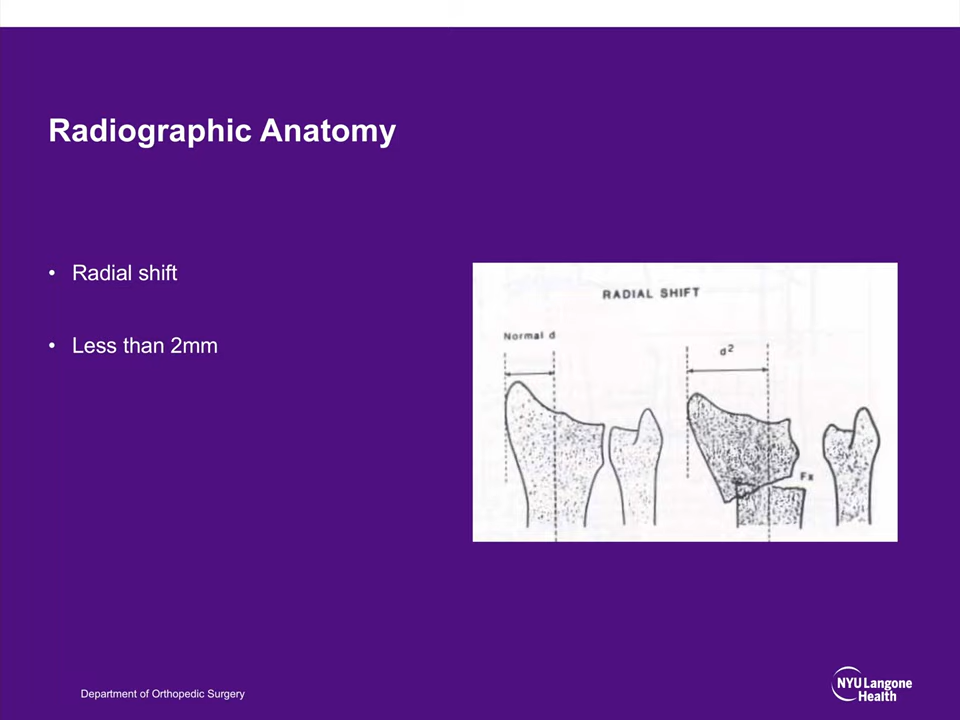 Radiographic Anatomy
• Radial shift
• Less than 2mm
RADIAL SHIFT
Normal d
d²
Fx
Department of Orthopedic Surgery
NYU Langone
Health